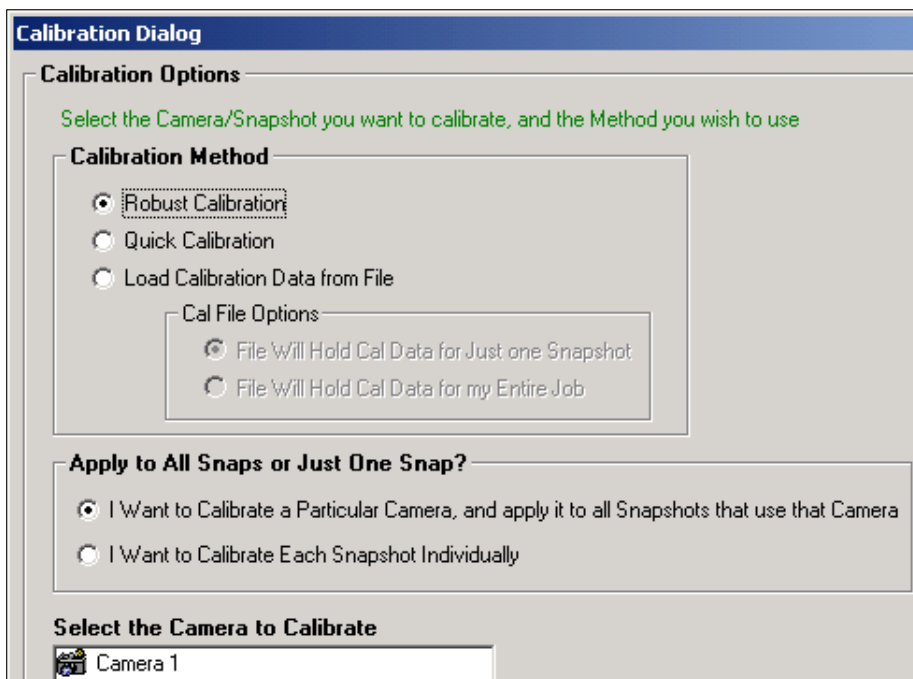 Calibration Dialog
Calibration Options
Select the Camera/Snapshot you want to calibrate, and the Method you wish to use
Calibration Method
Robust Calibration
Quick Calibration
Load Calibration Data from File
Cal File Options
File Will Hold Cal Data for Just one Snapshot
File Will Hold Cal Data for my Entire Job
Apply to All Snaps or Just One Snap?
I Want to Calibrate a Particular Camera, and apply it to all Snapshots that use that Camera
I Want to Calibrate Each Snapshot Individually
Select the Camera to Calibrate
Camera 1